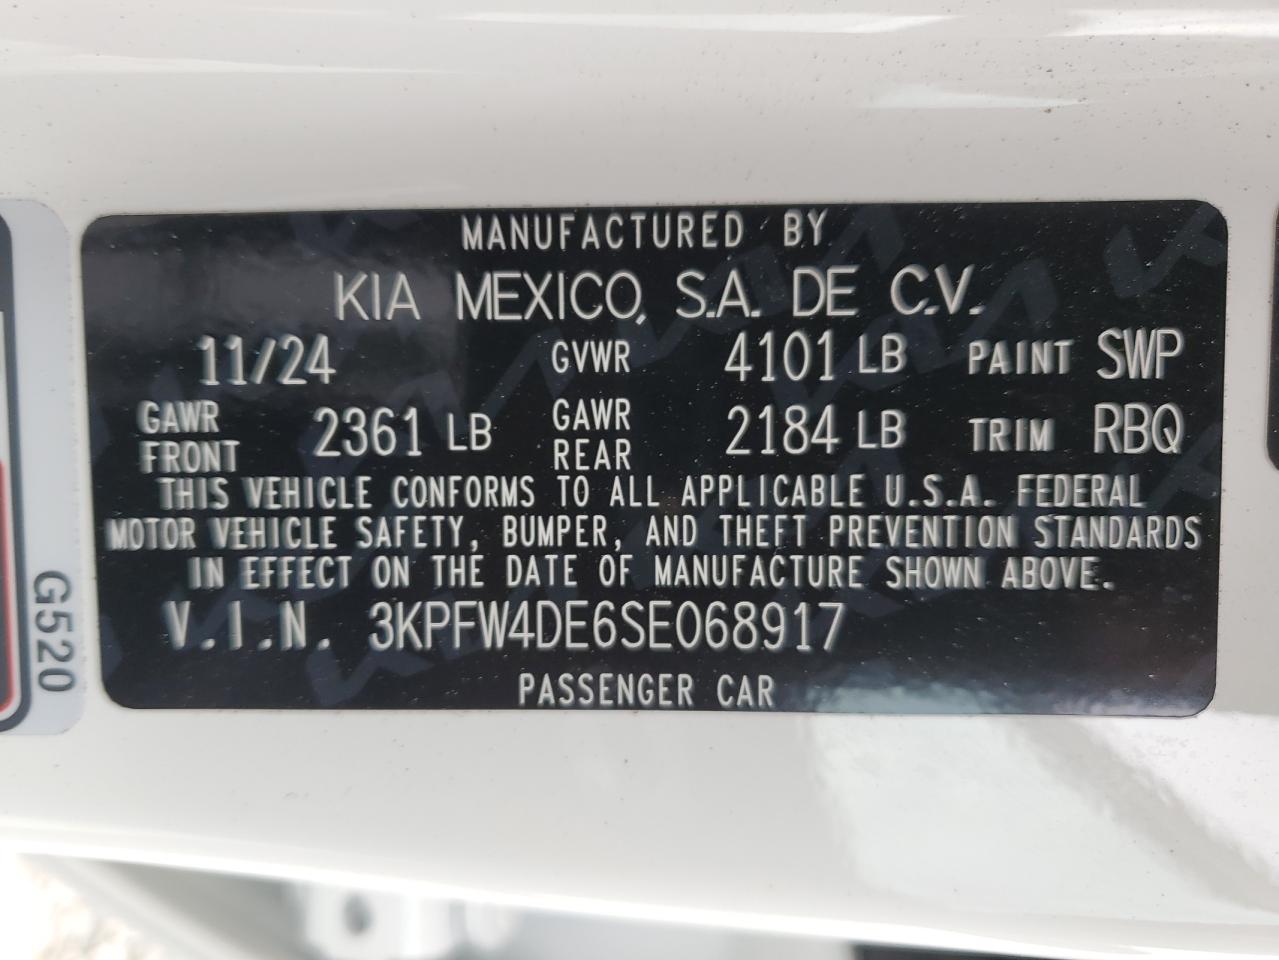 MANUFACTURED BY
KIA MEXICO, S.A. DE C.V.
11/24 GVWR 4101 LB PAINT SWP
GAWR FRONT 2361 LB GAWR REAR 2184 LB TRIM RBQ
THIS VEHICLE CONFORMS TO ALL APPLICABLE U.S.A. FEDERAL
MOTOR VEHICLE SAFETY, BUMPER, AND THEFT PREVENTION STANDARDS
IN EFFECT ON THE DATE OF MANUFACTURE SHOWN ABOVE.
V.I.N. 3KPFW4DE6SE068917
PASSENGER CAR
G520